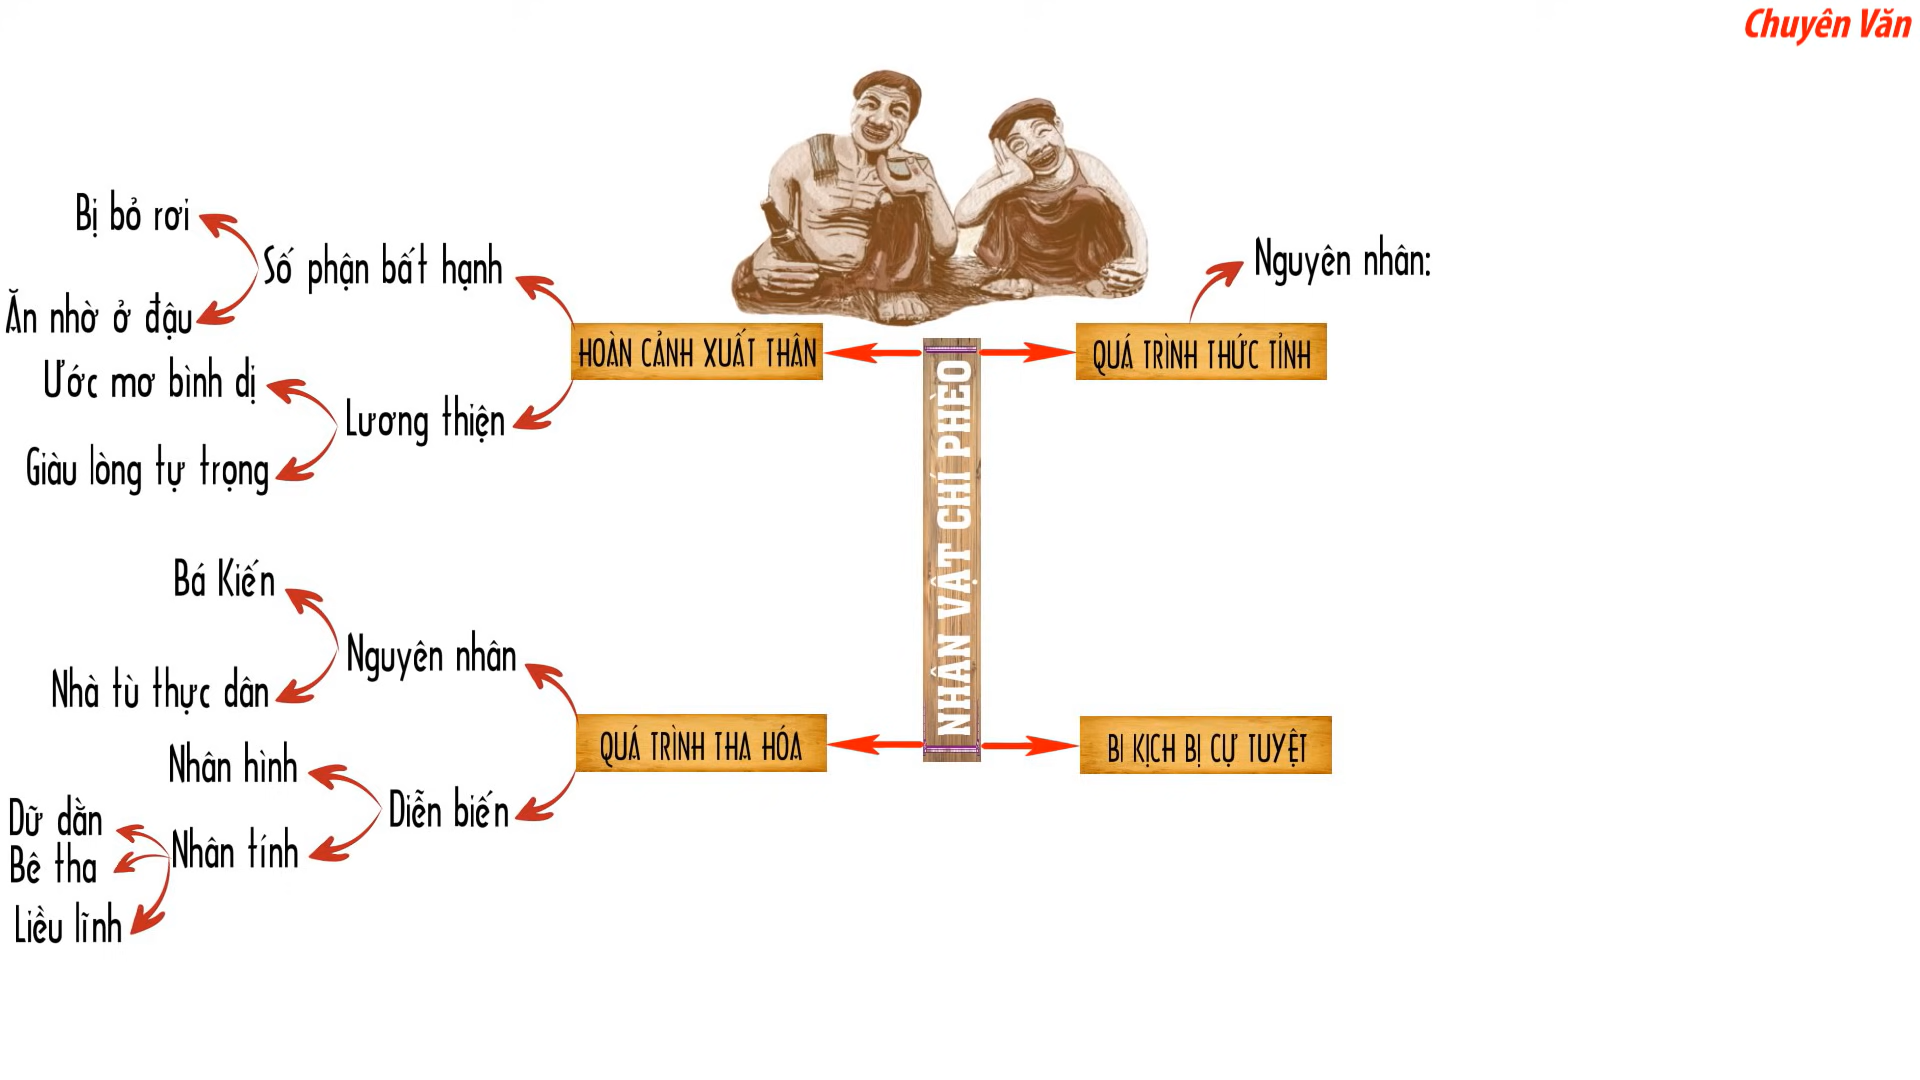 Chuyên Văn
Bị bỏ rơi
Số phận bất hạnh
Ăn nhờ ở đậu
HOÀN CẢNH XUẤT THÂN
Ước mơ bình dị
Lương thiện
Giàu lòng tự trọng
Bá Kiến
Nguyên nhân
Nhà tù thực dân
QUÁ TRÌNH THA HÓA
Nhân hình
Diễn biến
Nhân tính
Dữ dằn
Bê tha
Liều lĩnh
NHÂN VẬT CHÍ PHÈO
Nguyên nhân:
QUÁ TRÌNH THỨC TỈNH
BI KỊCH BỊ CỰ TUYỆT